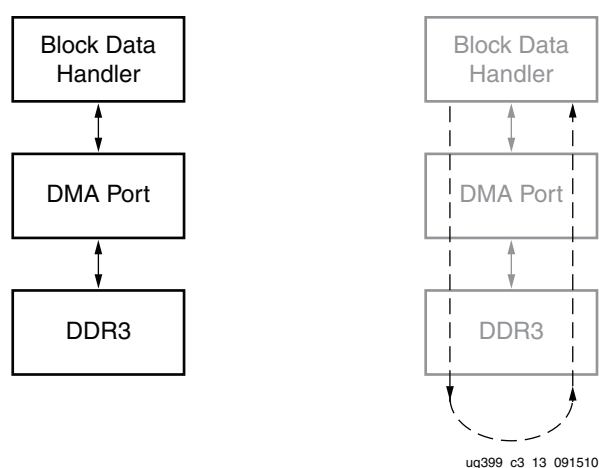 Block Data
Handler
DMA Port
DDR3
Block Data
Handler
DMA Port
DDR3
ug399_c3_13_091510